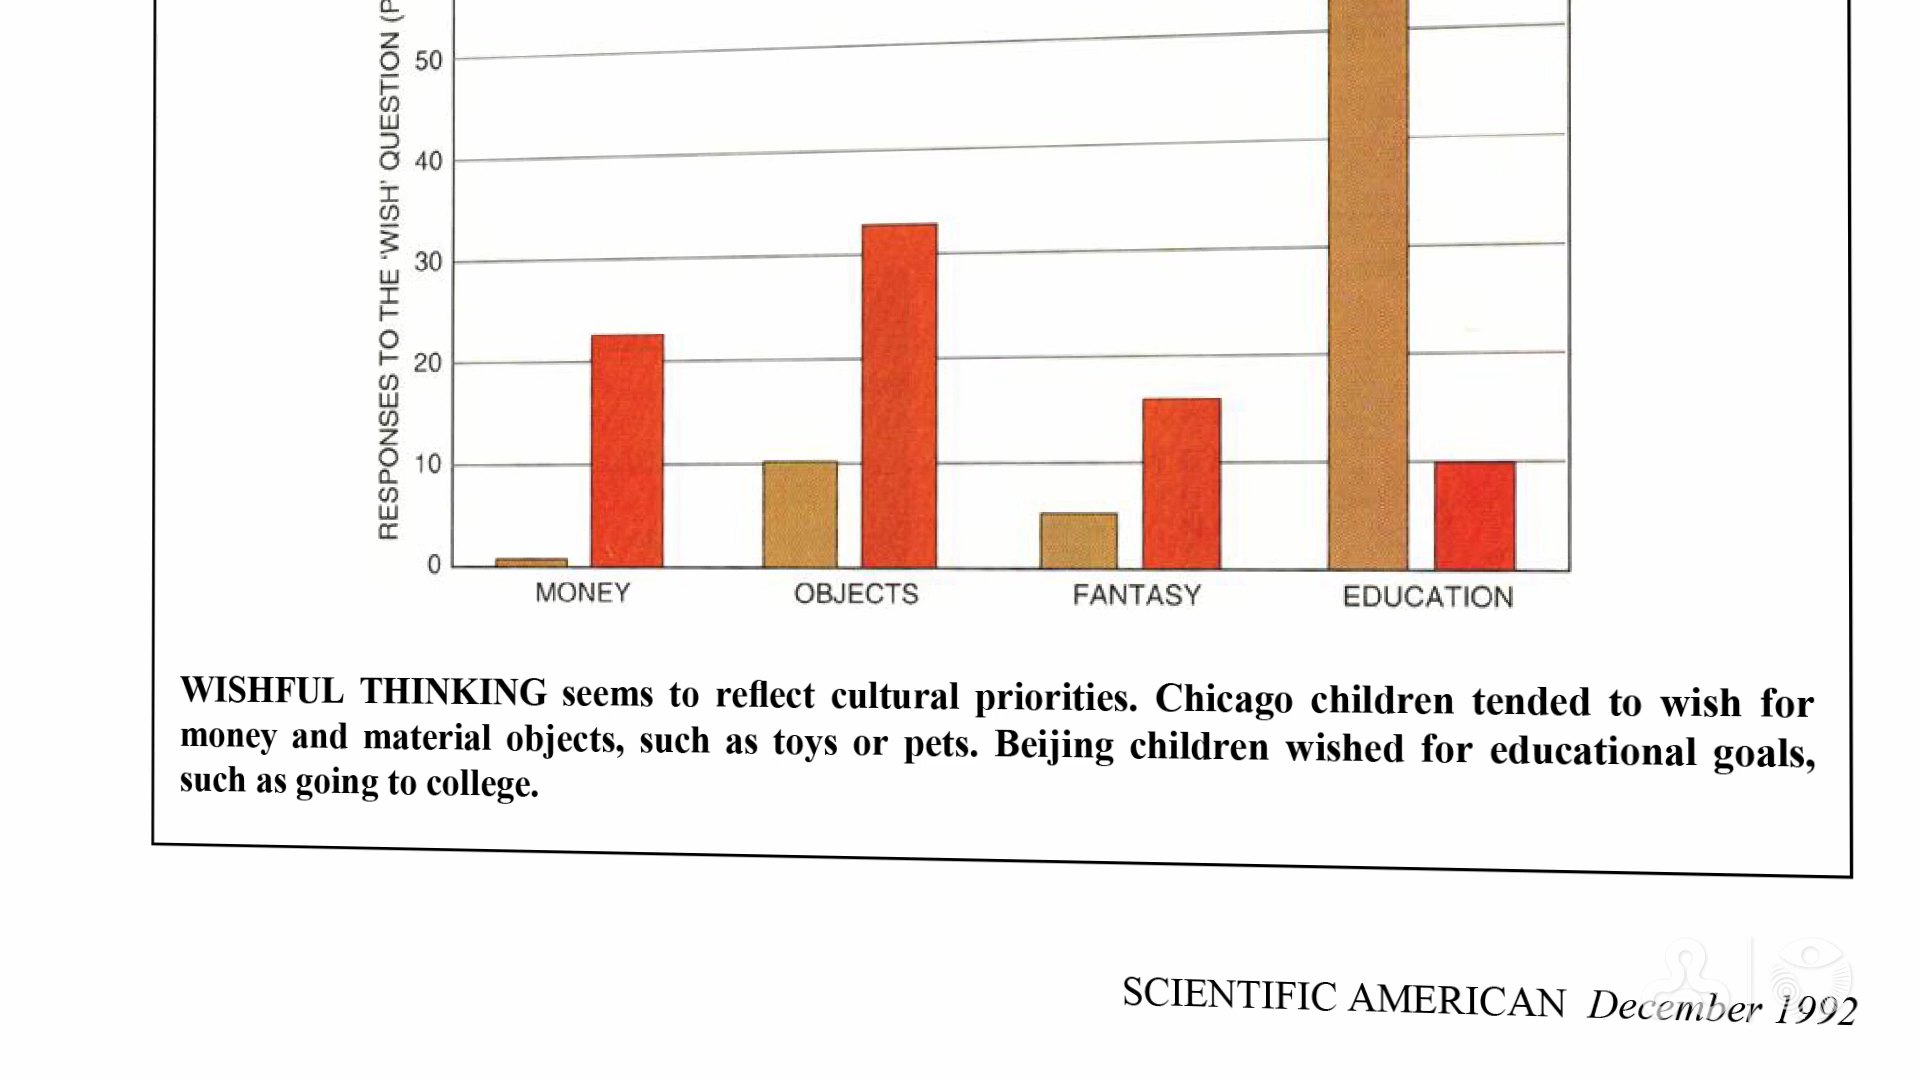 RESPONSES TO THE 'WISH' QUESTION (P
50
40
30
20
10
0
MONEY OBJECTS FANTASY EDUCATION
WISHFUL THINKING seems to reflect cultural priorities. Chicago children tended to wish for
money and material objects, such as toys or pets. Beijing children wished for educational goals,
such as going to college.
SCIENTIFIC AMERICAN December 1992